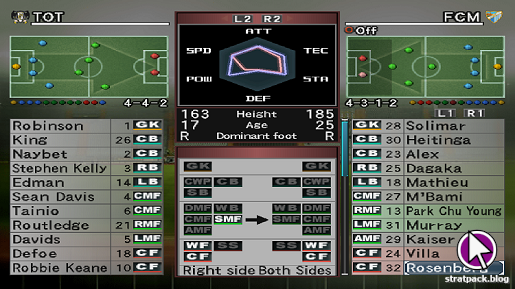 TOT
L2 R2
FCM
ATT
Off
SPD
TEC
POW
STA
DEF
4-4-2
4-3-1-2
L1 R1
163 Height 185
17 Age 25
R Dominant foot R
Robinson 1 GK
King 26 CB
Naybet 2 CB
Stephen Kelly 3 RB
Edman 14 LB
Sean Davis 4 CMF
Tainio 6 CMF
Routledge 21 RMF
Davids 5 LMF
Defoe 18 CF
Robbie Keane 10 CF
GK GK
CWP CB CB CWP
SB SB
DMF WB WB DMF
CMF SMF SMF CMF
AMF AMF
WF SS SS WF
CF CF
Right side Both Sides
GK 28 Solimar
CB 30 Heitinga
CB 23 Alex
RB 25 Dagaka
LB 18 Mathieu
CMF 27 M'Bami
RMF 13 Park Chu Young
LMF 31 Murray
AMF 29 Kaiser
CF 24 Villa
CF 32 Rosenberg
stratpack.blog